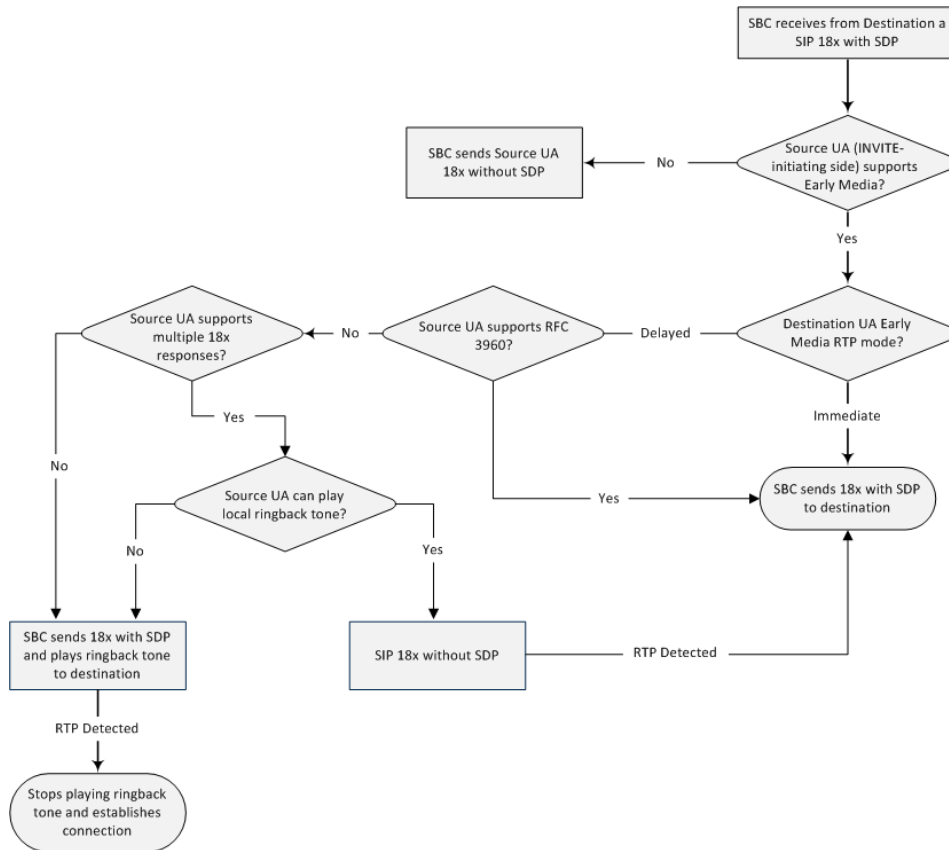 SBC receives from Destination a
SIP 18x with SDP
Source UA (INVITE-
initiating side) supports
Early Media?
No
SBC sends Source UA
18x without SDP
Yes
Destination UA Early
Media RTP mode?
Delayed
Source UA supports RFC
3960?
No
Source UA supports
multiple 18x
responses?
Immediate
Yes
No
Source UA can play
local ringback tone?
Yes
SBC sends 18x with SDP
to destination
No
Yes
SBC sends 18x with SDP
and plays ringback tone
to destination
SIP 18x without SDP
RTP Detected
RTP Detected
Stops playing ringback
tone and establishes
connection